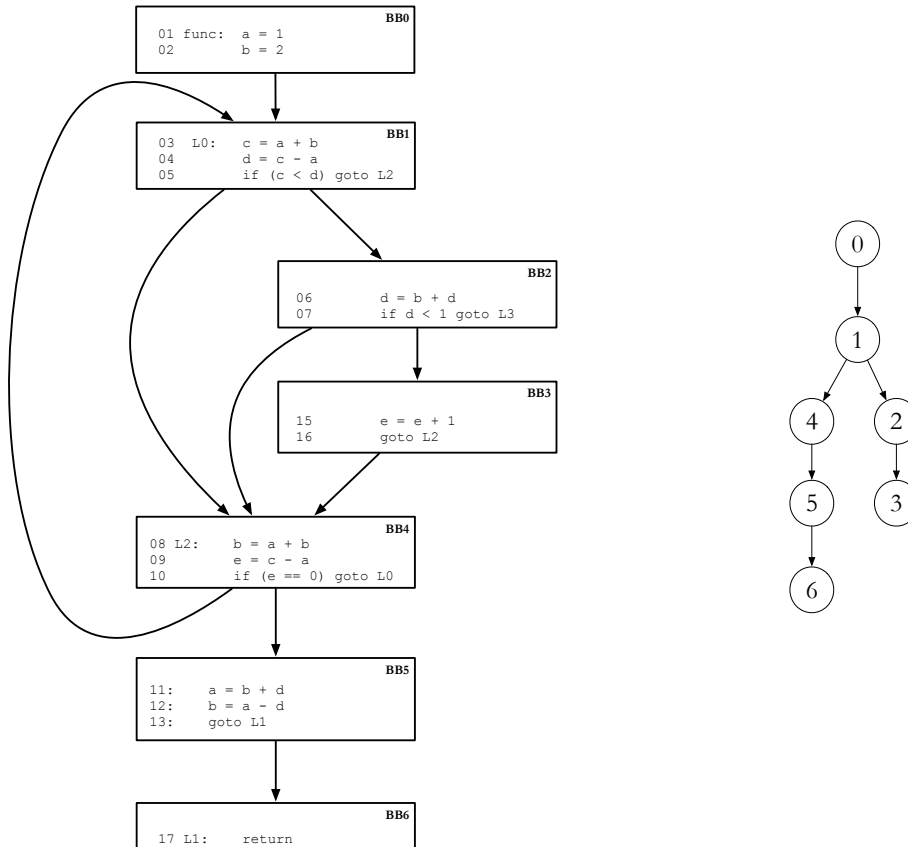 BB0
01 func: a = 1
02 b = 2
BB1
03 L0: c = a + b
04 d = c - a
05 if (c < d) goto L2
BB2
06 d = b + d
07 if d < 1 goto L3
BB3
15 e = e + 1
16 goto L2
BB4
08 L2: b = a + b
09 e = c - a
10 if (e == 0) goto L0
BB5
11: a = b + d
12: b = a - d
13: goto L1
BB6
17 L1: return
0
1
4 2
5 3
6